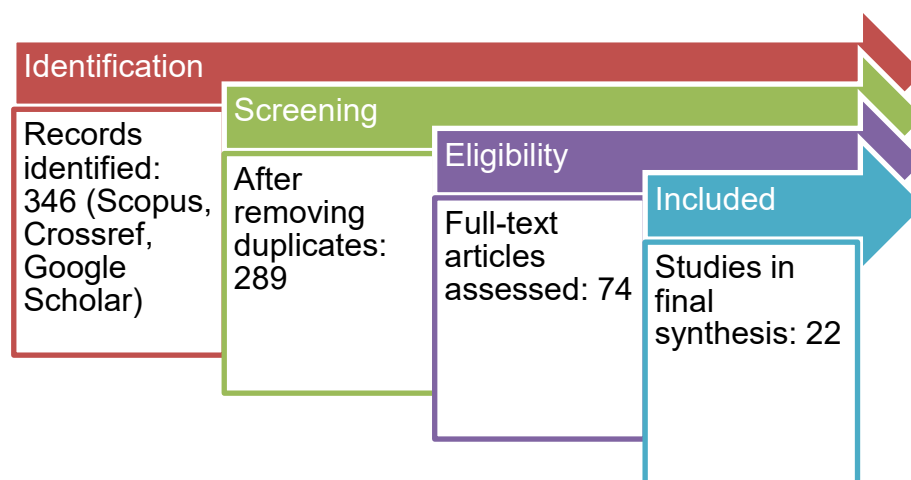 Identification
Records
identified:
346 (Scopus,
Crossref,
Google
Scholar)
Screening
After
removing
duplicates:
289
Eligibility
Full-text
articles
assessed: 74
Included
Studies in
final
synthesis: 22